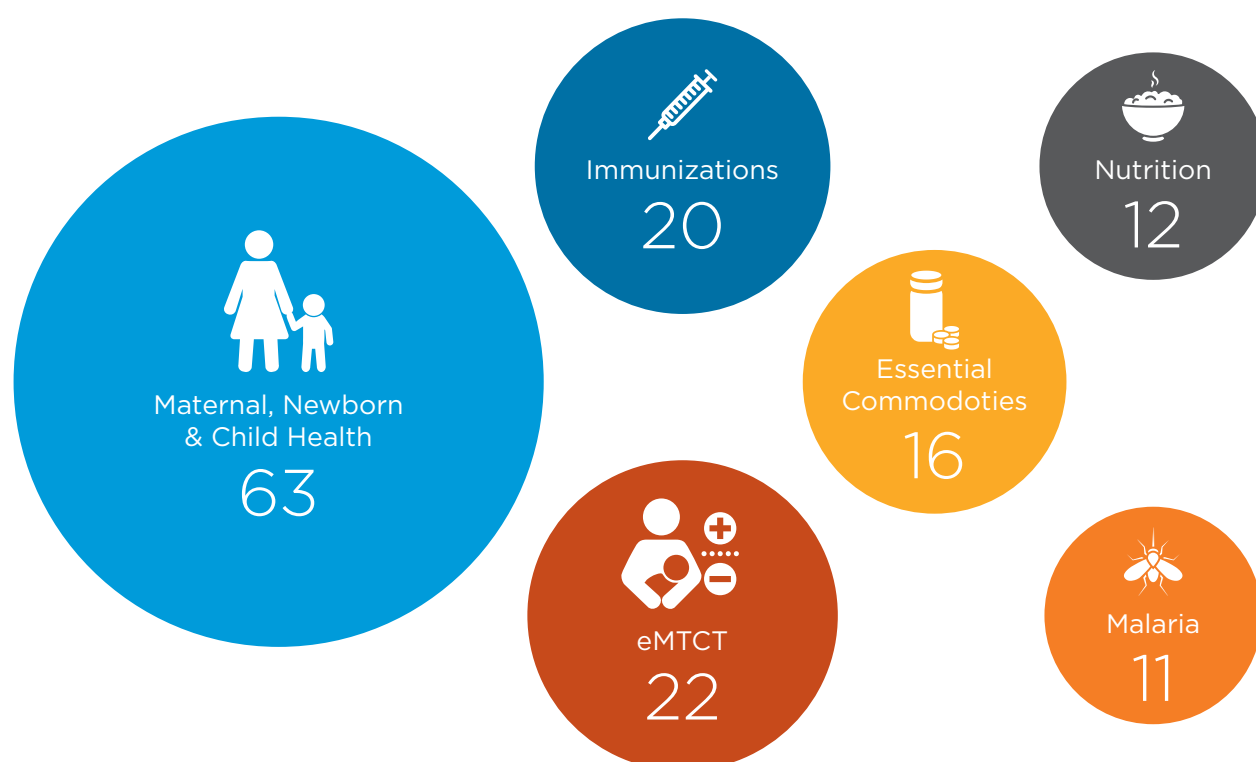 Maternal, Newborn
& Child Health
63
Immunizations
20
eMTCT
22
Essential
Commodoties
16
Nutrition
12
Malaria
11